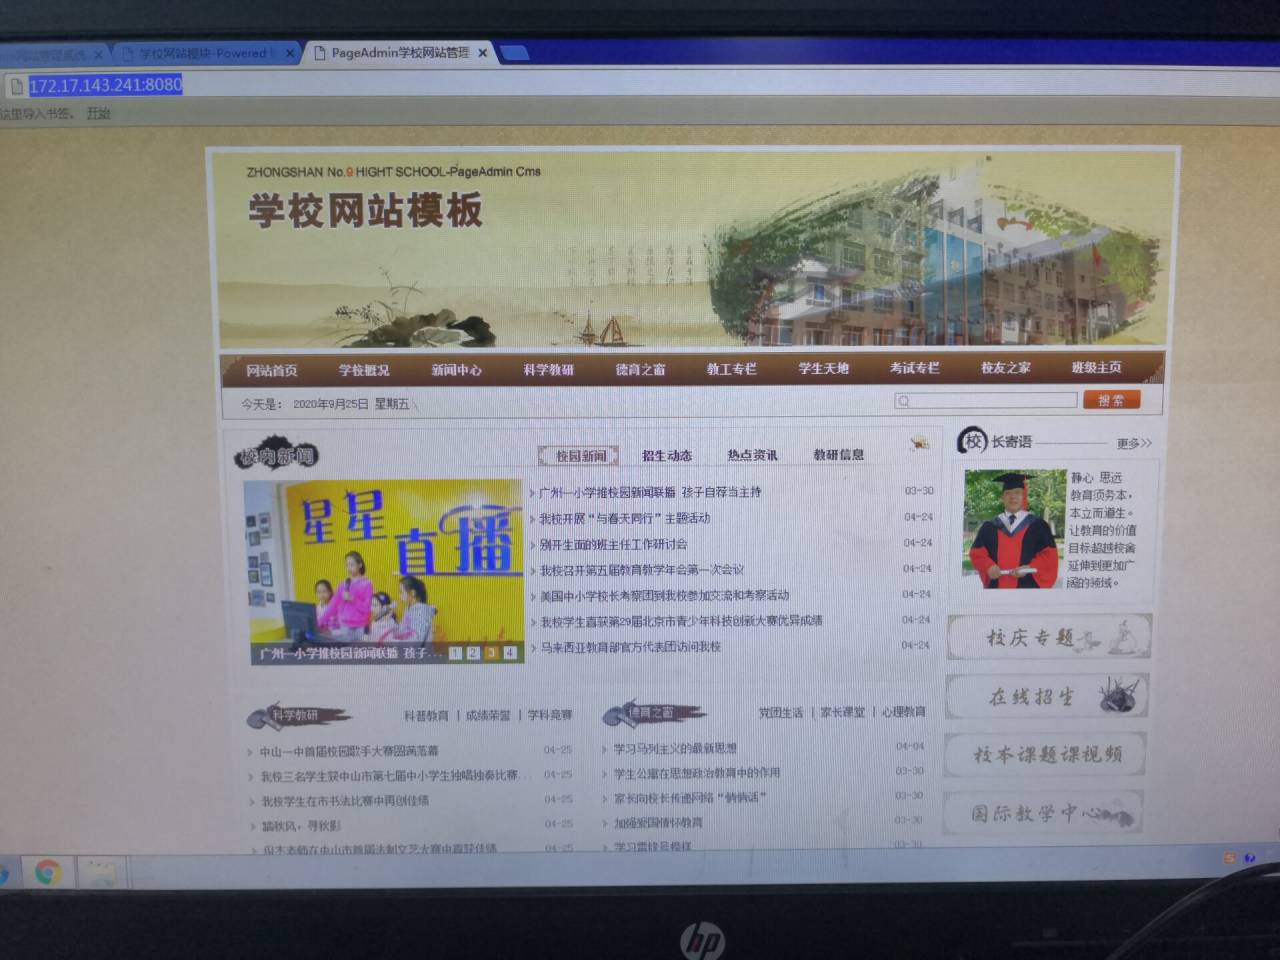 学校网站模块-Powered
PageAdmin学校网站管理
172.17.143.241:8080
这里导入书签。 开始
ZHONGSHAN No.9 HIGHT SCHOOL-PageAdmin Cms
学校网站模板
网站首页 学校概况 新闻中心 科学教研 德育之窗 教工专栏 学生天地 考试专栏 校友之家 班级主页
今天是： 2020年9月25日 星期五
搜索
校内新闻
校园新闻 招生动态 热点资讯 教研信息
星星直播
广州一小学推校园新闻联播 孩子... 1 2 3 4
广州一小学推校园新闻联播 孩子自荐当主持 03-30
我校开展“与春天同行”主题活动 04-24
别开生面的班主任工作研讨会 04-24
我校召开第五届教育教学年会第一次会议 04-24
美国中小学校长考察团到我校参加交流和考察活动 04-24
我校学生喜获第29届北京市青少年科技创新大赛优异成绩 04-24
马来西亚教育部官方代表团访问我校 04-24
校长寄语 更多>>
静心 思远
教育须务本，
本立而道生。
让教育的价值
目标超越校舍
延伸到更加广
阔的领域。
校庆专题
在线招生
校本课题课视频
国际教学中心
科学教研
科普教育 | 成绩荣誉 | 学科竞赛
中山一中首届校园歌手大赛圆满落幕 04-25
我校三名学生获中山市第七届中小学生独唱独奏比赛... 04-25
我校学生在市书法比赛中再创佳绩 04-25
踏秋风，寻秋影 04-25
老师在中山市首届法制文艺大赛中喜获佳绩 04-25
德育之窗
党团生活 | 家长课堂 | 心理教育
学习马列主义的最新思想 04-04
学生公寓在思想政治教育中的作用 03-30
家长向校长传递网络“悄悄话” 03-30
加强爱国情怀教育 03-30
学习雷锋号榜样 03-30
hp